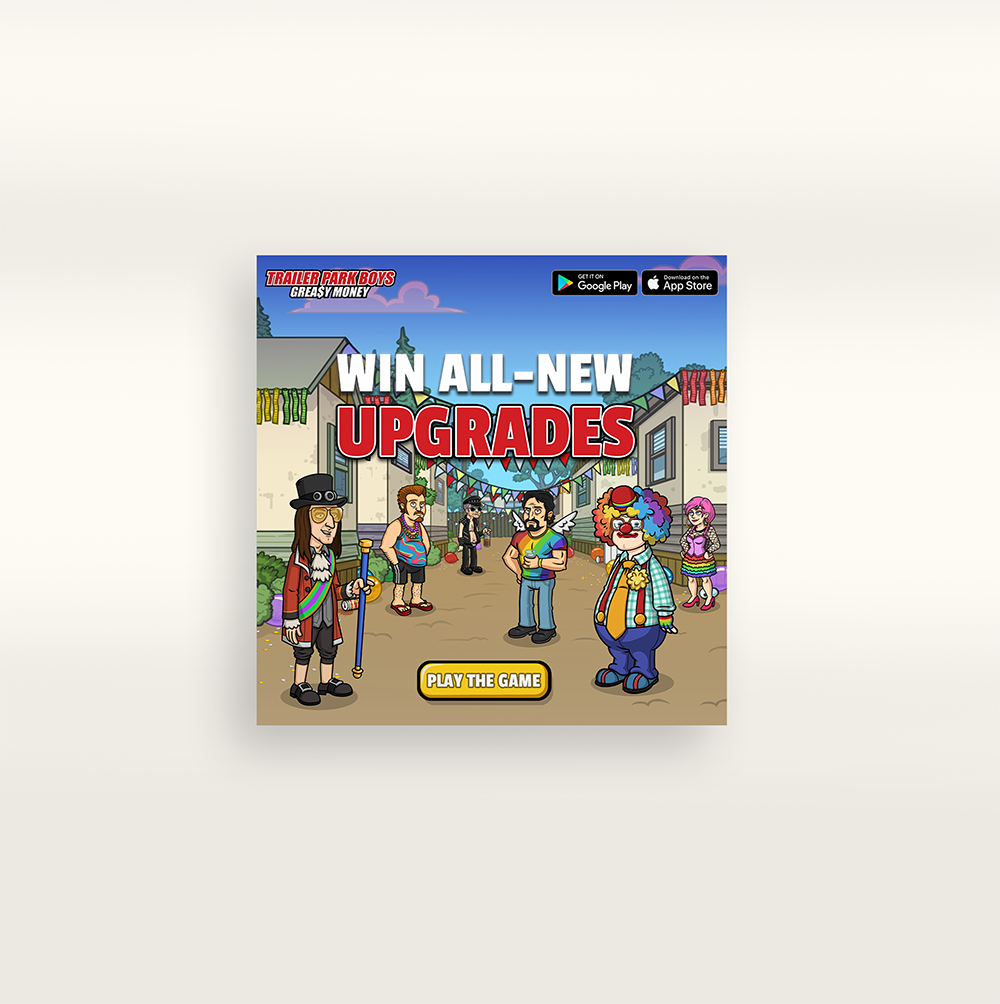 TRAILER PARK BOYS
GREA$Y MONEY
GET IT ON
Google Play
Download on the
App Store
WIN ALL-NEW
UPGRADES
PLAY THE GAME